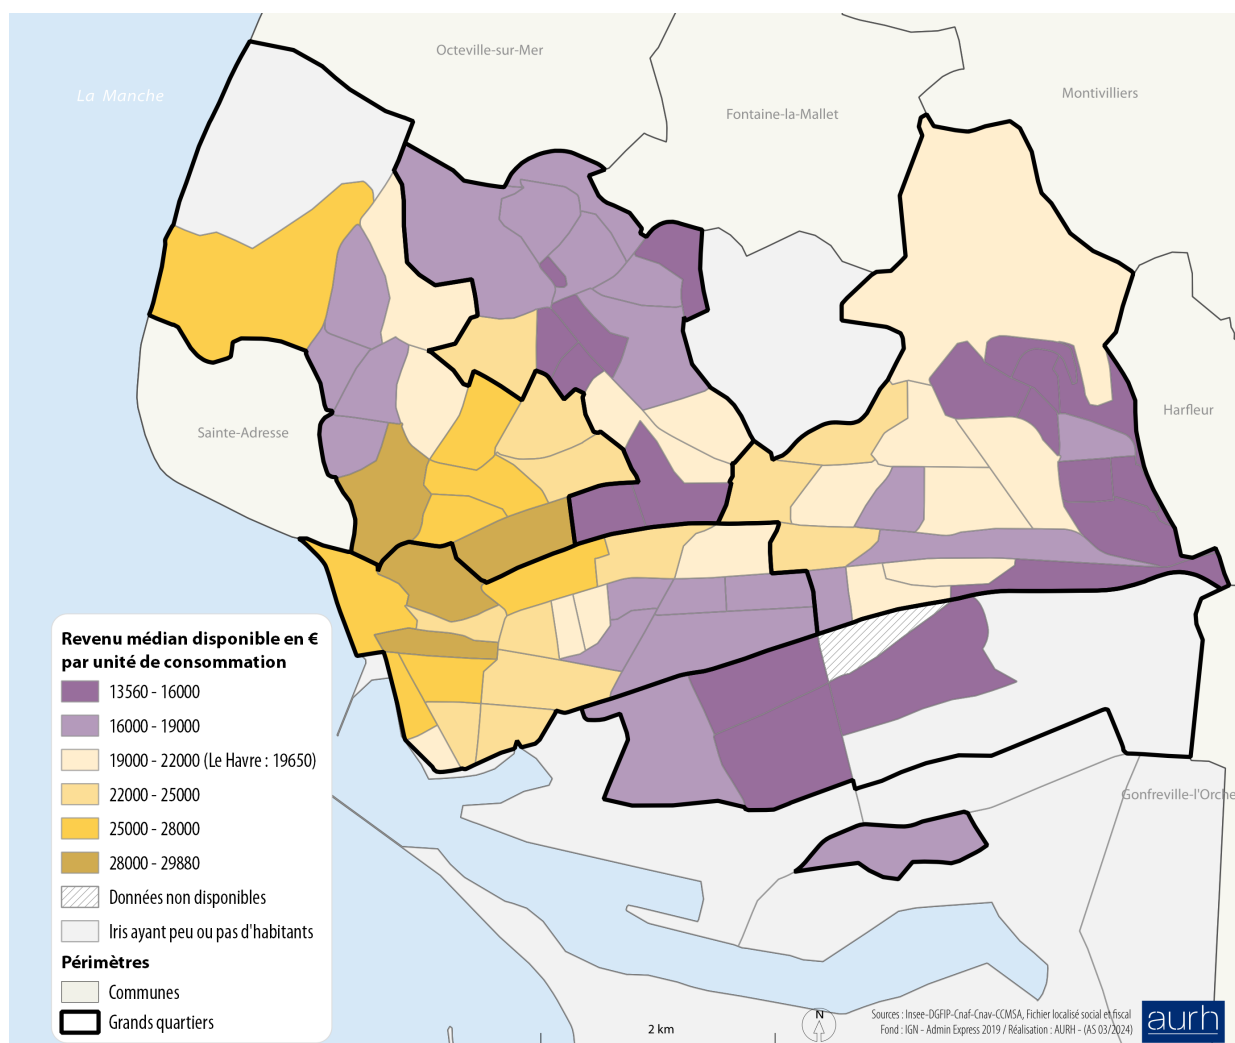 Octeville-sur-Mer
La Manche
Montivilliers
Fontaine-la-Mallet
Harfleur
Sainte-Adresse
Revenu médian disponible en €
par unité de consommation
13560 - 16000
16000 - 19000
19000 - 22000 (Le Havre : 19650)
22000 - 25000
25000 - 28000
28000 - 29880
Données non disponibles
Iris ayant peu ou pas d'habitants
Périmètres
Communes
Grands quartiers
Gonfreville-l'Orche
2 km
N
Sources : Insee-DGFIP-Cnaf-Cnav-CCMSA, Fichier localisé social et fiscal
Fond : IGN - Admin Express 2019 / Réalisation : AURH - (AS 03/2024)
aurh